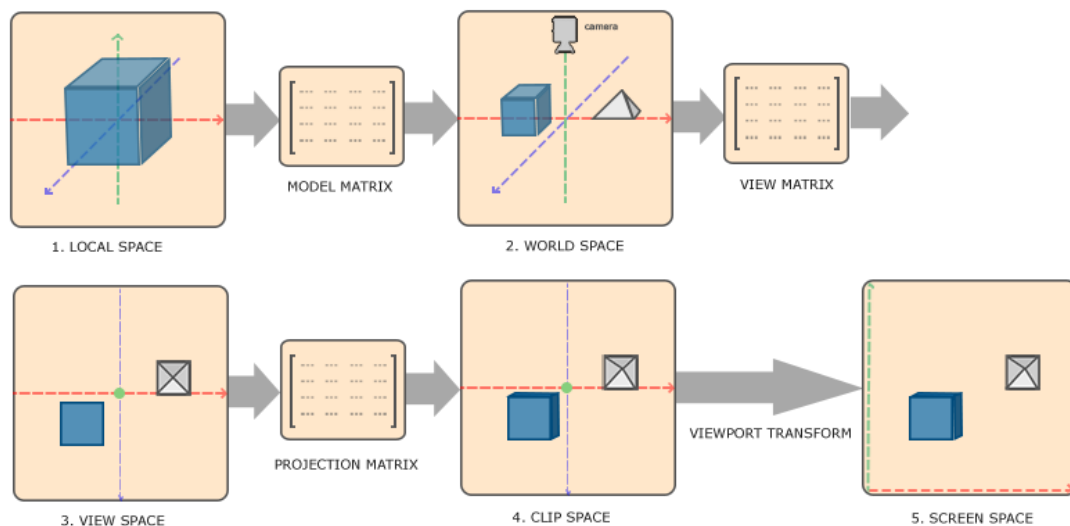 camera
MODEL MATRIX
VIEW MATRIX
1. LOCAL SPACE
2. WORLD SPACE
PROJECTION MATRIX
VIEWPORT TRANSFORM
3. VIEW SPACE
4. CLIP SPACE
5. SCREEN SPACE